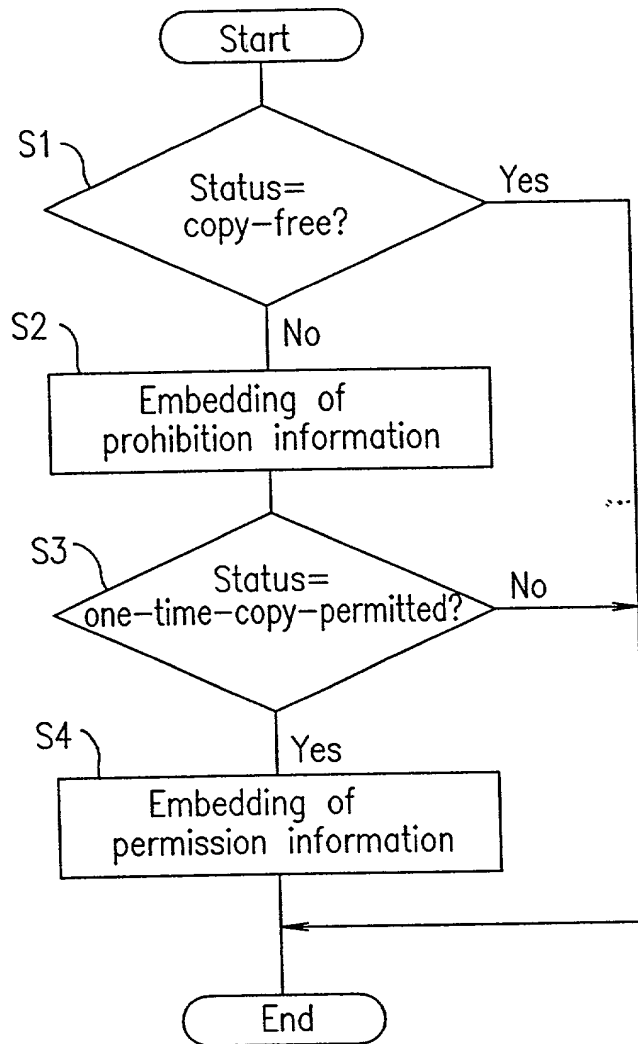 Start
S1
Status=
copy-free?
Yes
No
S2
Embedding of
prohibition information
S3
Status=
one-time-copy-permitted?
No
Yes
S4
Embedding of
permission information
End